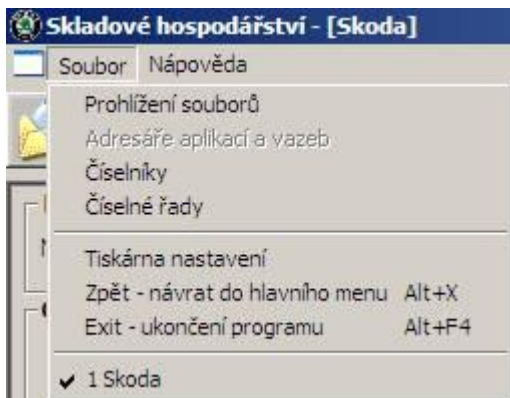 Skladové hospodářství - [Skoda]
Soubor Nápověda
Prohlížení souborů
Adresáře aplikací a vazeb
Číselníky
Číselné řady
Tiskárna nastavení
Zpět - návrat do hlavního menu Alt+X
Exit - ukončení programu Alt+F4
✔ 1 Skoda